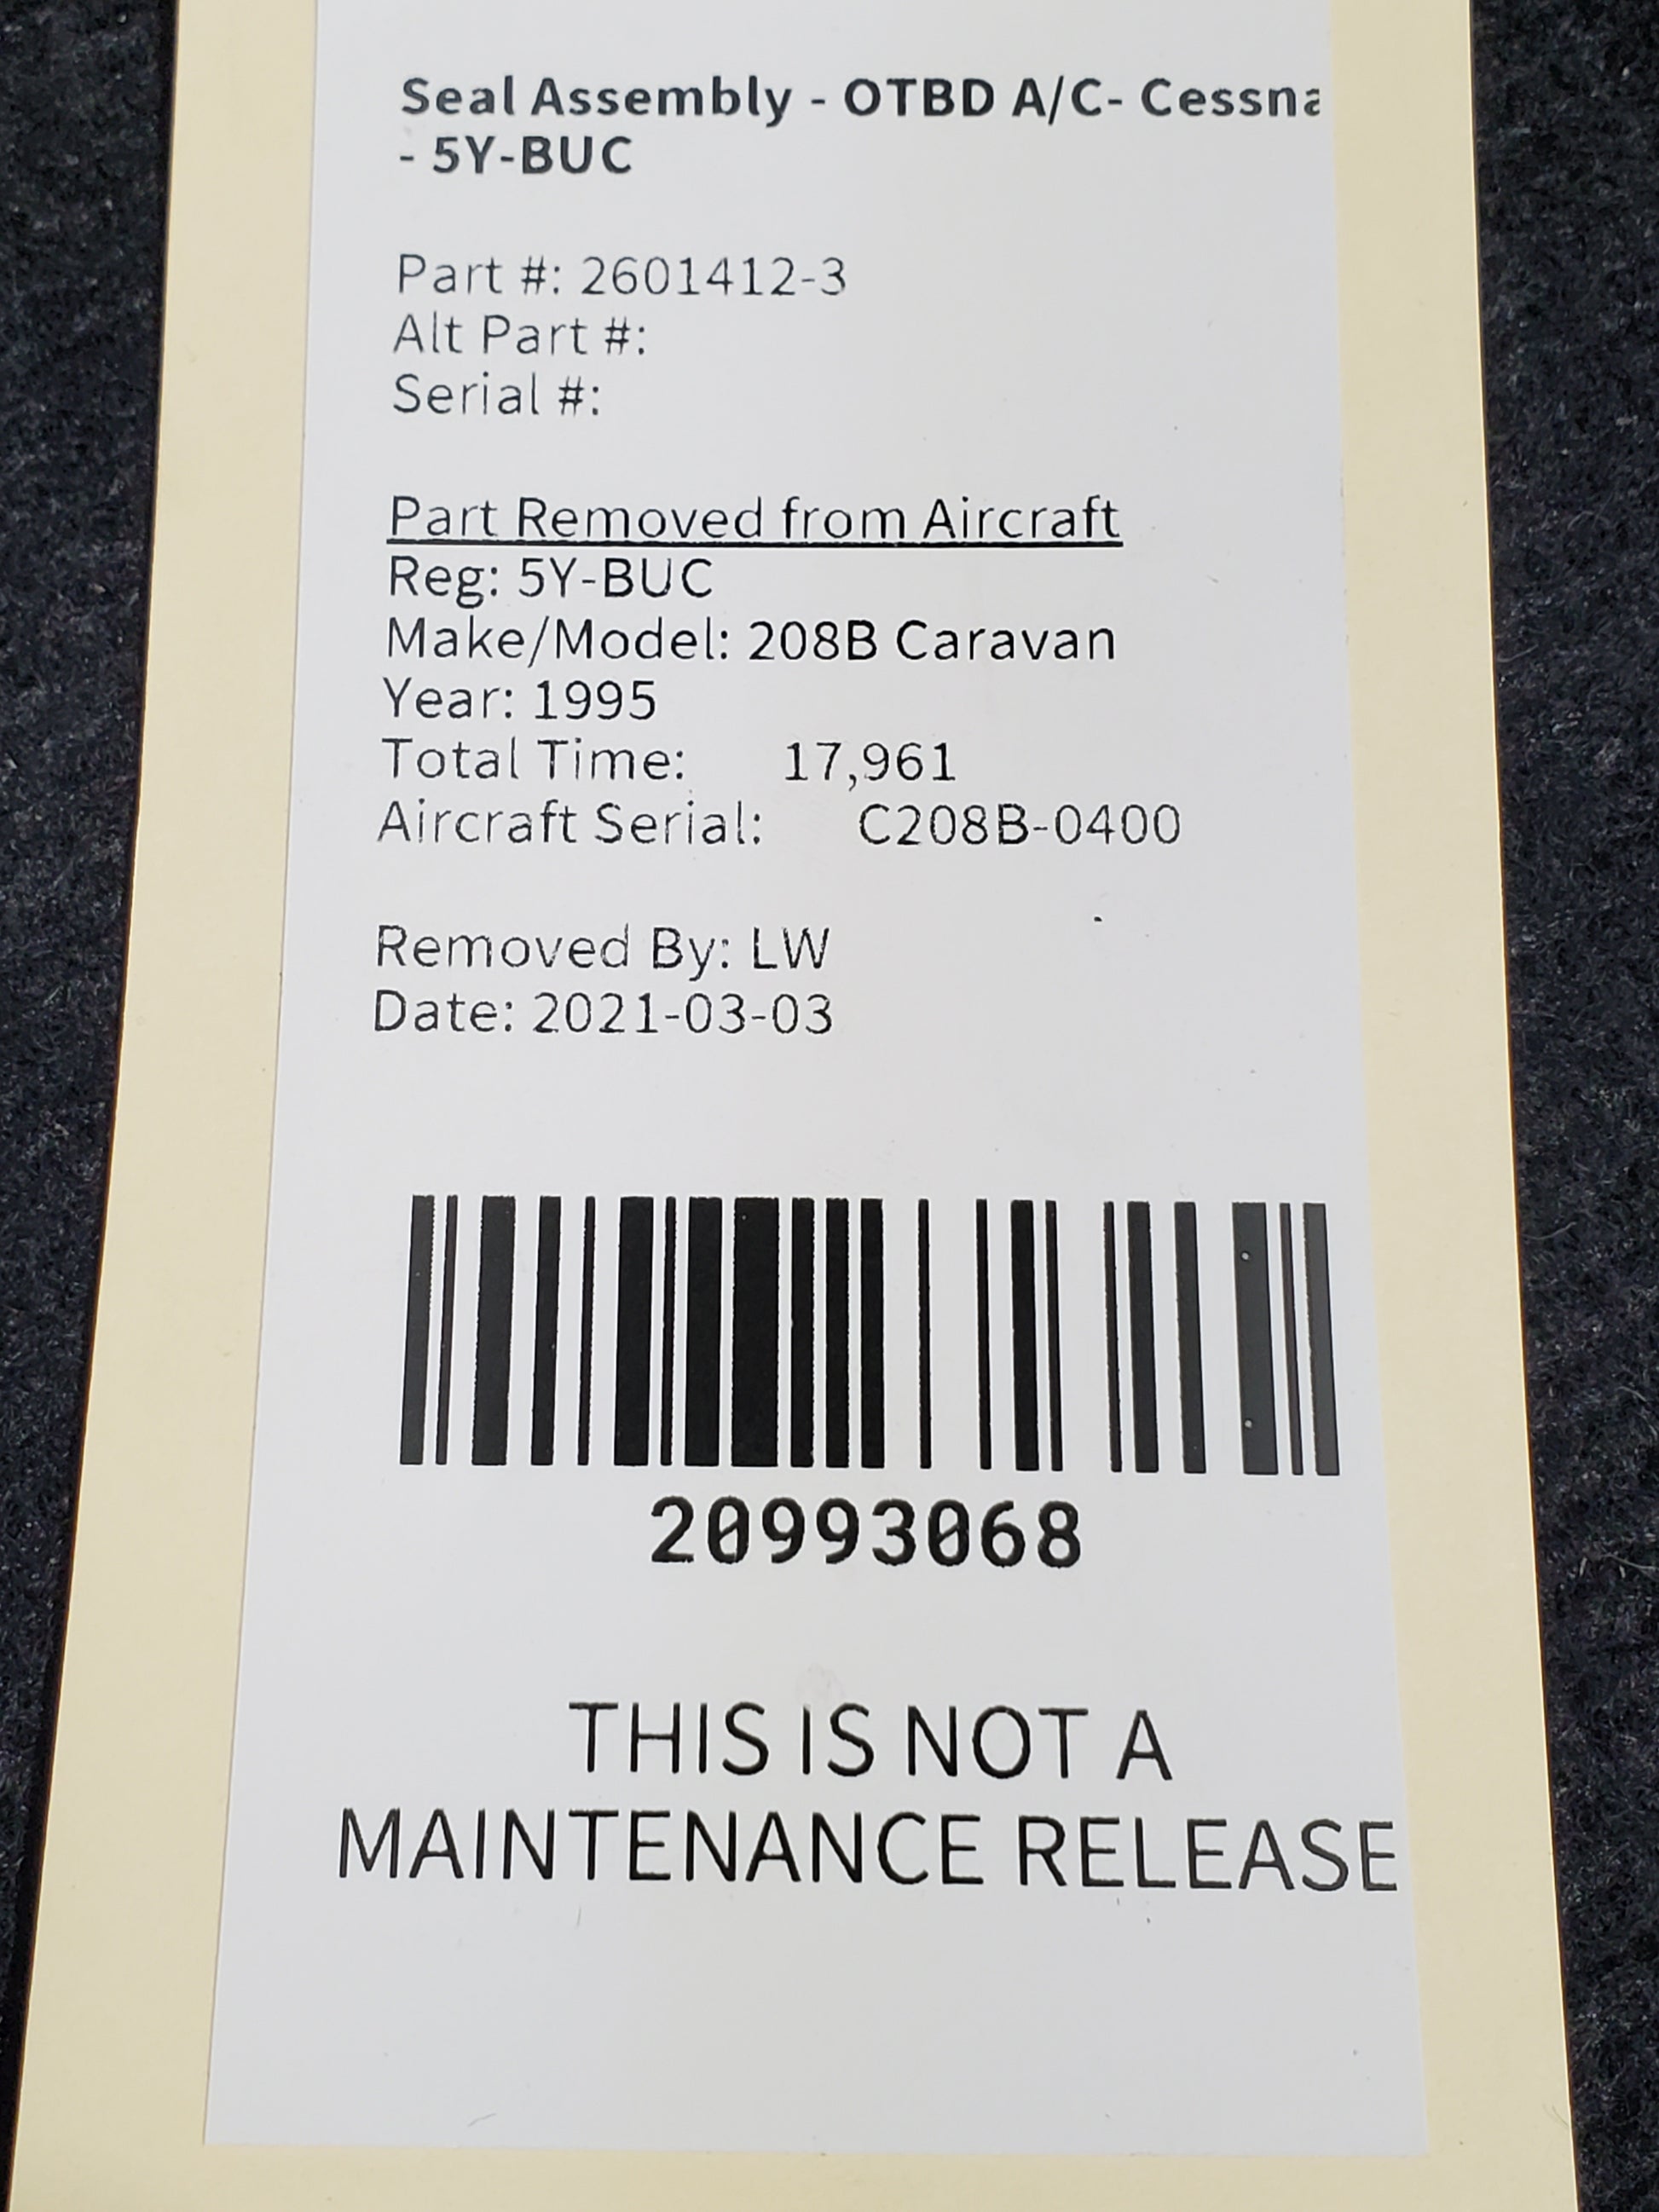 Seal Assembly - OTBD A/C- Cessna
- 5Y-BUC
Part #: 2601412-3
Alt Part #:
Serial #:
Part Removed from Aircraft
Reg: 5Y-BUC
Make/Model: 208B Caravan
Year: 1995
Total Time: 17,961
Aircraft Serial: C208B-0400
Removed By: LW
Date: 2021-03-03
20993068
THIS IS NOT A
MAINTENANCE RELEASE